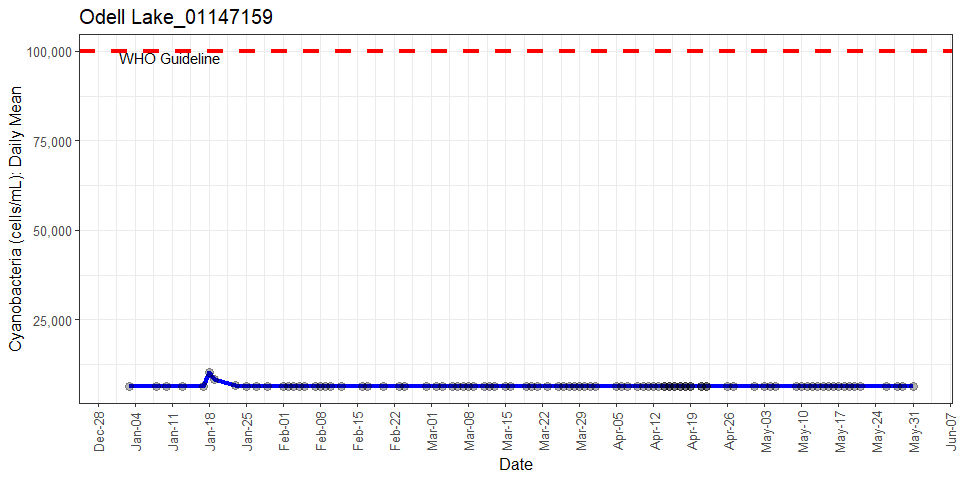 Odell Lake_01147159
Cyanobacteria (cells/mL): Daily Mean
100,000
75,000
50,000
25,000
WHO Guideline
Dec-28
Jan-04
Jan-11
Jan-18
Jan-25
Feb-01
Feb-08
Feb-15
Feb-22
Mar-01
Mar-08
Mar-15
Mar-22
Mar-29
Apr-05
Apr-12
Apr-19
Apr-26
May-03
May-10
May-17
May-24
May-31
Jun-07
Date